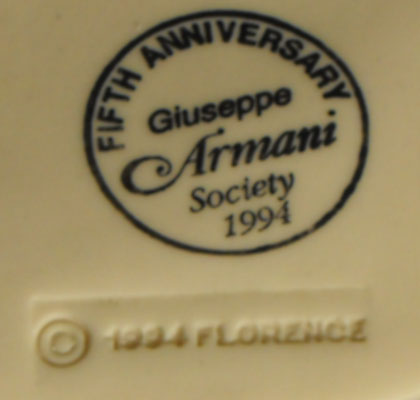 FIFTH ANNIVERSARY
Giuseppe
Armani
Society
1994
© 1994 FLORENCE